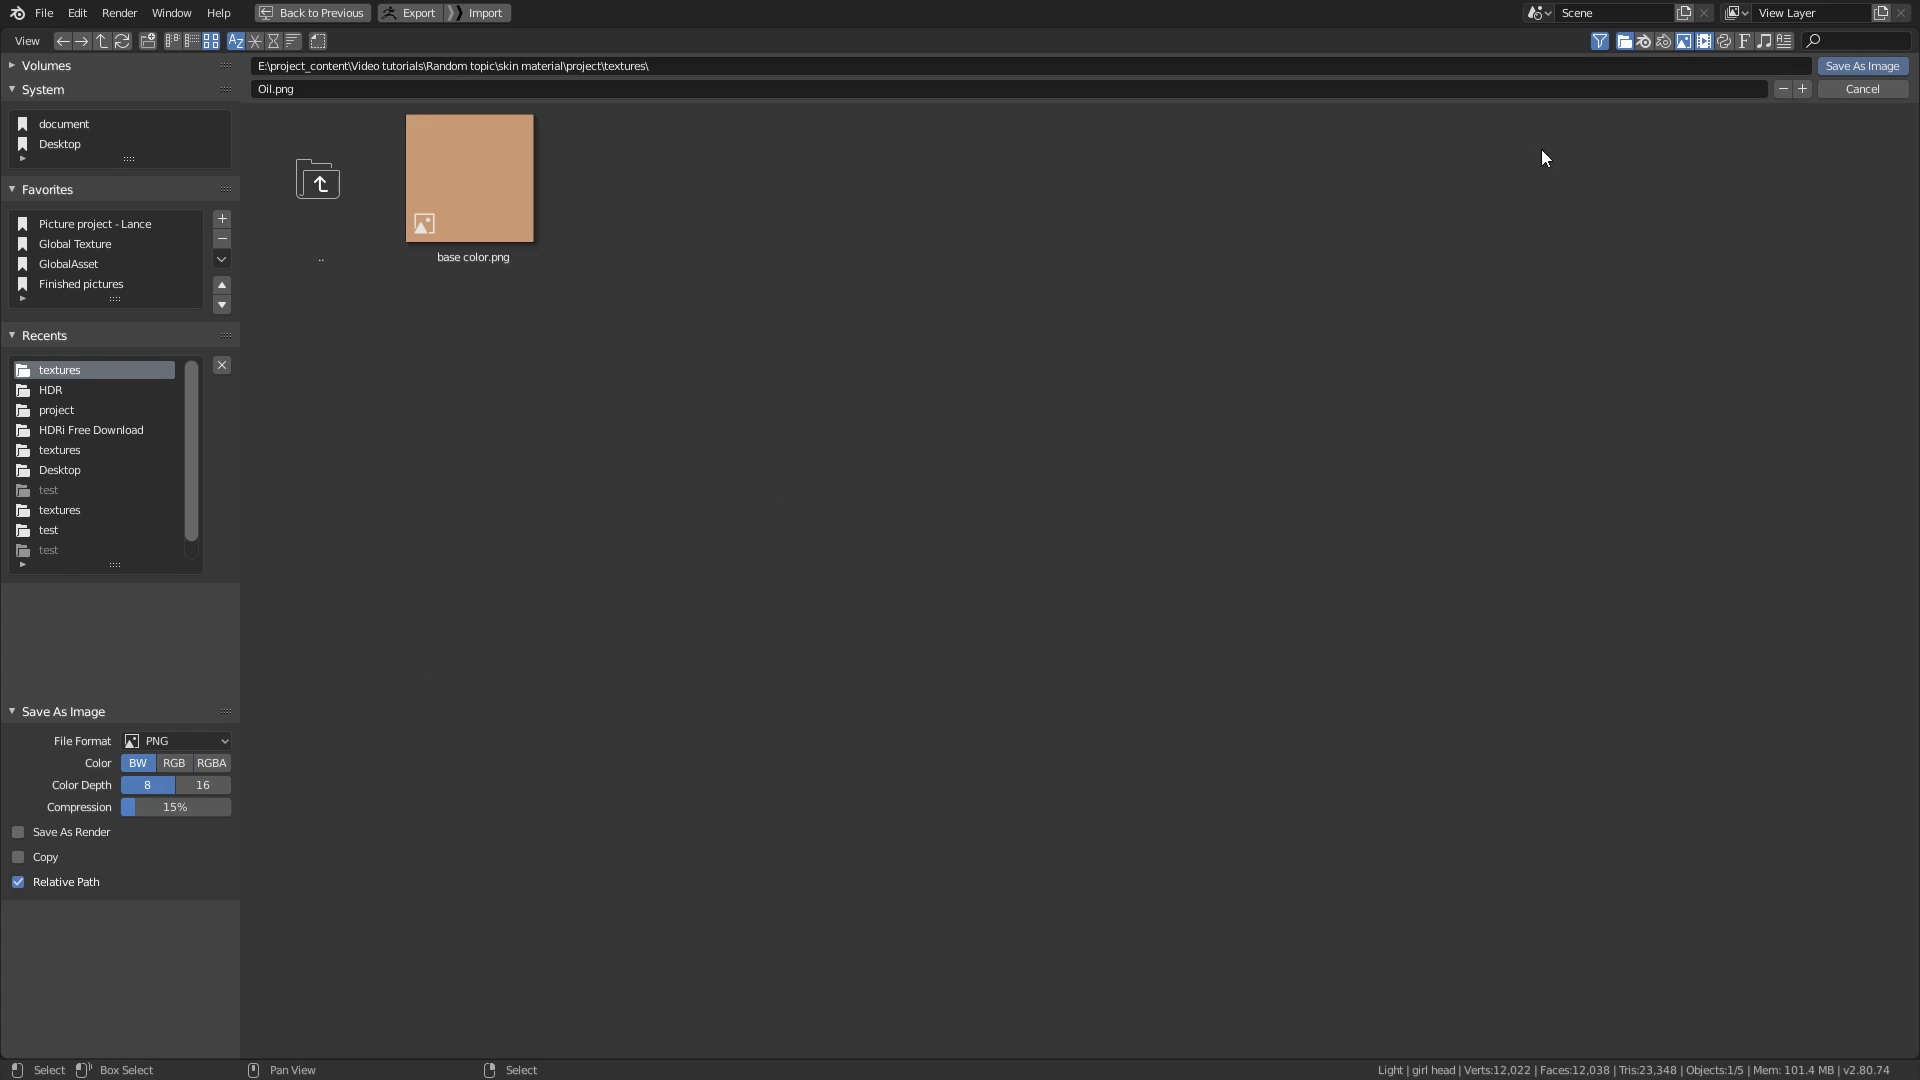 File Edit Render Window Help Back to Previous Export Import Scene View Layer
View
Volumes
System
document
Desktop
Favorites
Picture project - Lance
Global Texture
GlobalAsset
Finished pictures
Recents
textures
HDR
project
HDRi Free Download
textures
Desktop
test
textures
test
test
Save As Image
File Format PNG
Color BW RGB RGBA
Color Depth 8 16
Compression 15%
Save As Render
Copy
Relative Path
E:\project_content\Video tutorials\Random topic\skin material\project\textures\ Save As Image
Oil.png Cancel
.. base color.png
Select Box Select Pan View Select Light | girl head | Verts:12,022 | Faces:12,038 | Tris:23,348 | Objects:1/5 | Mem: 101.4 MB | v2.80.74